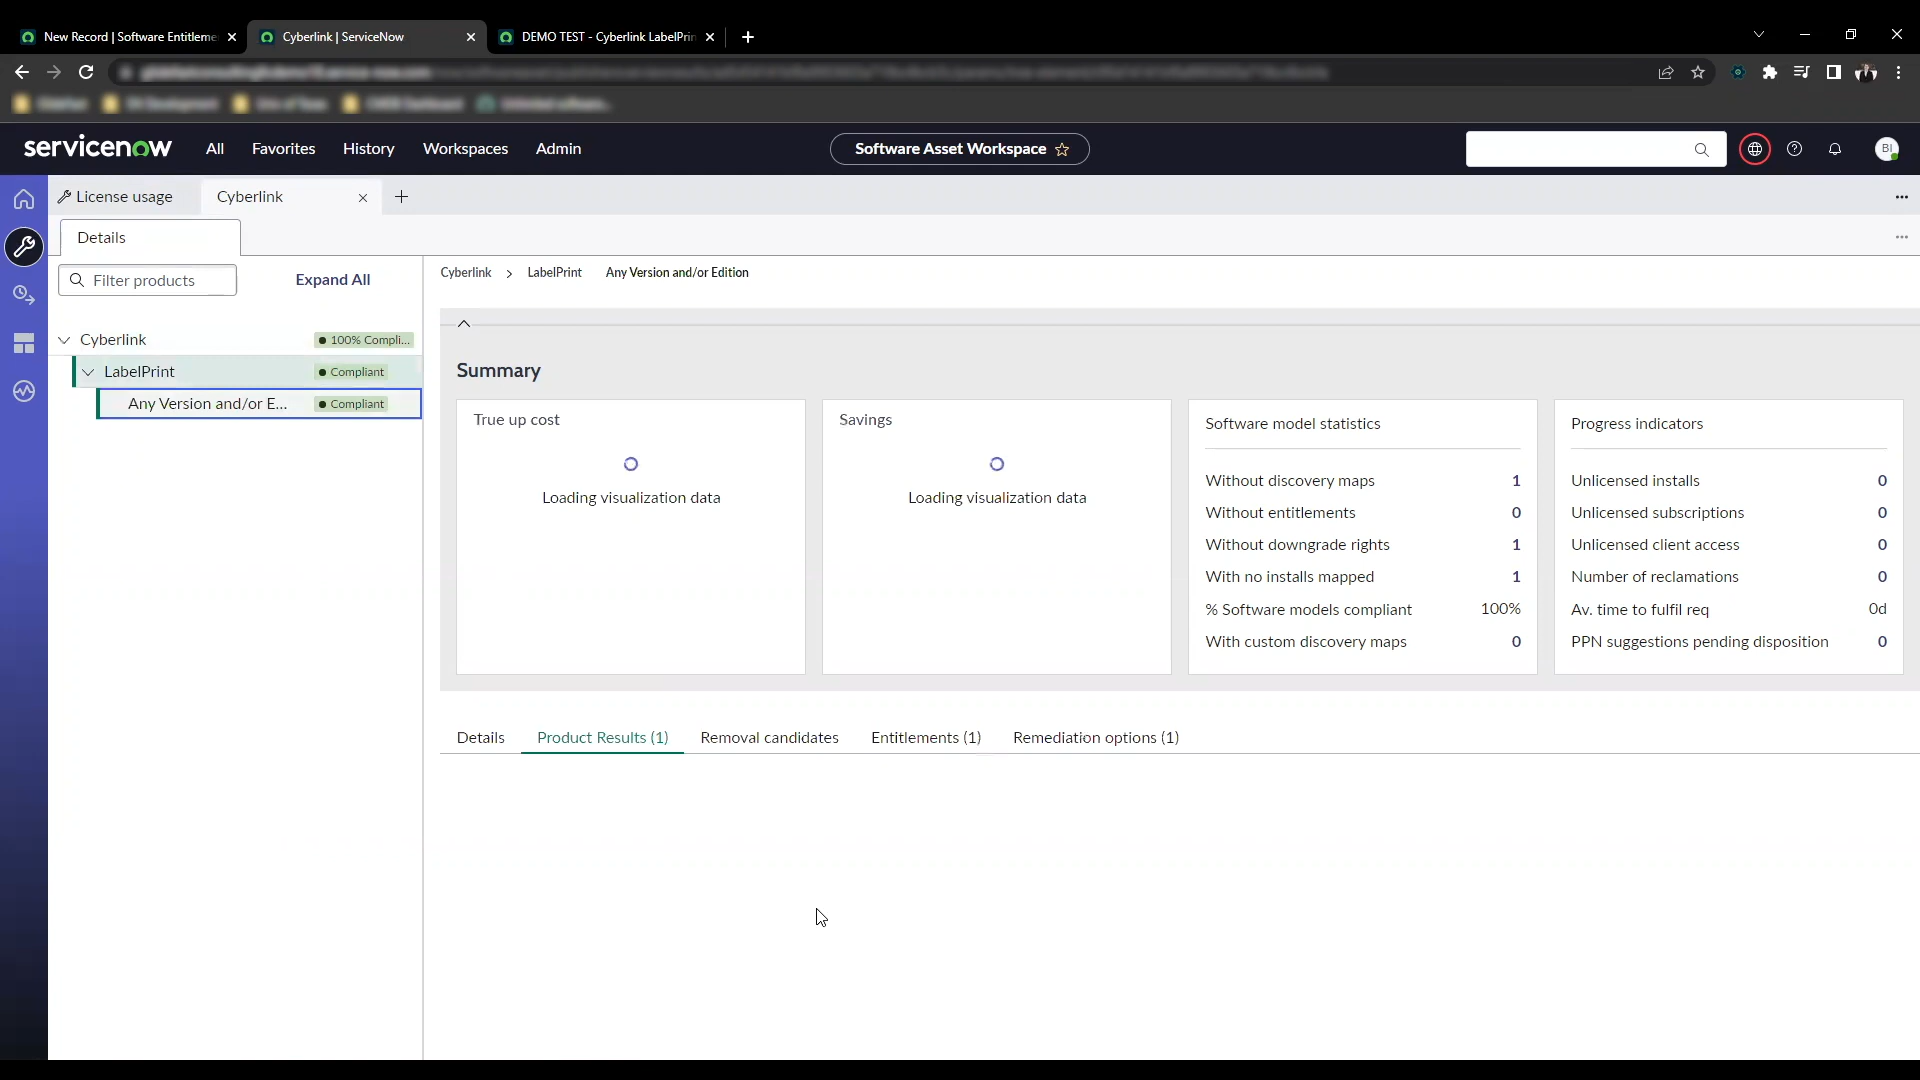 New Record | Software Entitleme
Cyberlink | ServiceNow
DEMO TEST - Cyberlink LabelPrin
servicenow
All
Favorites
History
Workspaces
Admin
Software Asset Workspace
BI
License usage
Cyberlink
Details
Filter products
Expand All
Cyberlink
100% Compli...
LabelPrint
Compliant
Any Version and/or E...
Compliant
Cyberlink > LabelPrint Any Version and/or Edition
Summary
True up cost
Loading visualization data
Savings
Loading visualization data
Software model statistics
Without discovery maps 1
Without entitlements 0
Without downgrade rights 1
With no installs mapped 1
% Software models compliant 100%
With custom discovery maps 0
Progress indicators
Unlicensed installs 0
Unlicensed subscriptions 0
Unlicensed client access 0
Number of reclamations 0
Av. time to fulfil req 0d
PPN suggestions pending disposition 0
Details
Product Results (1)
Removal candidates
Entitlements (1)
Remediation options (1)